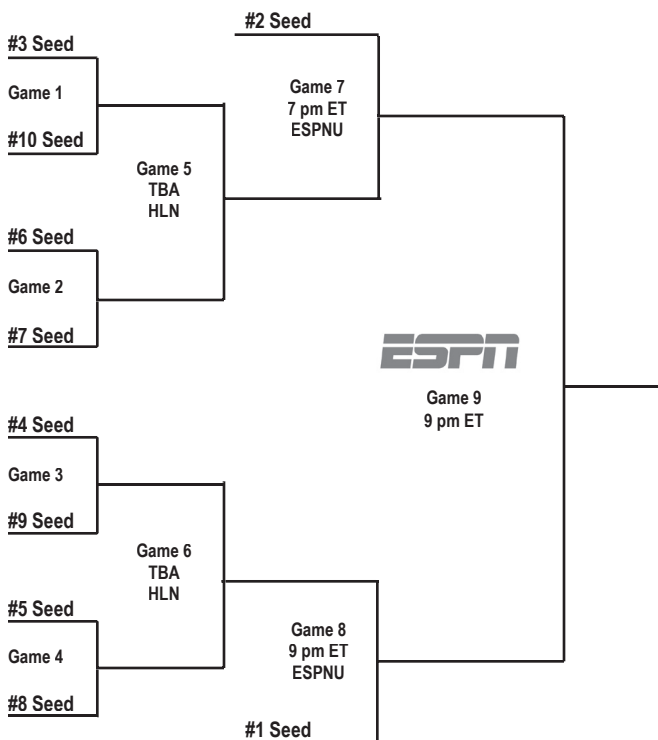 #2 Seed
#3 Seed
Game 7
7 pm ET
ESPNU
Game 1
#10 Seed
Game 5
TBA
HLN
#6 Seed
Game 2
#7 Seed
ESPN
Game 9
9 pm ET
#4 Seed
Game 3
#9 Seed
Game 6
TBA
HLN
#5 Seed
Game 8
9 pm ET
ESPNU
Game 4
#8 Seed
#1 Seed